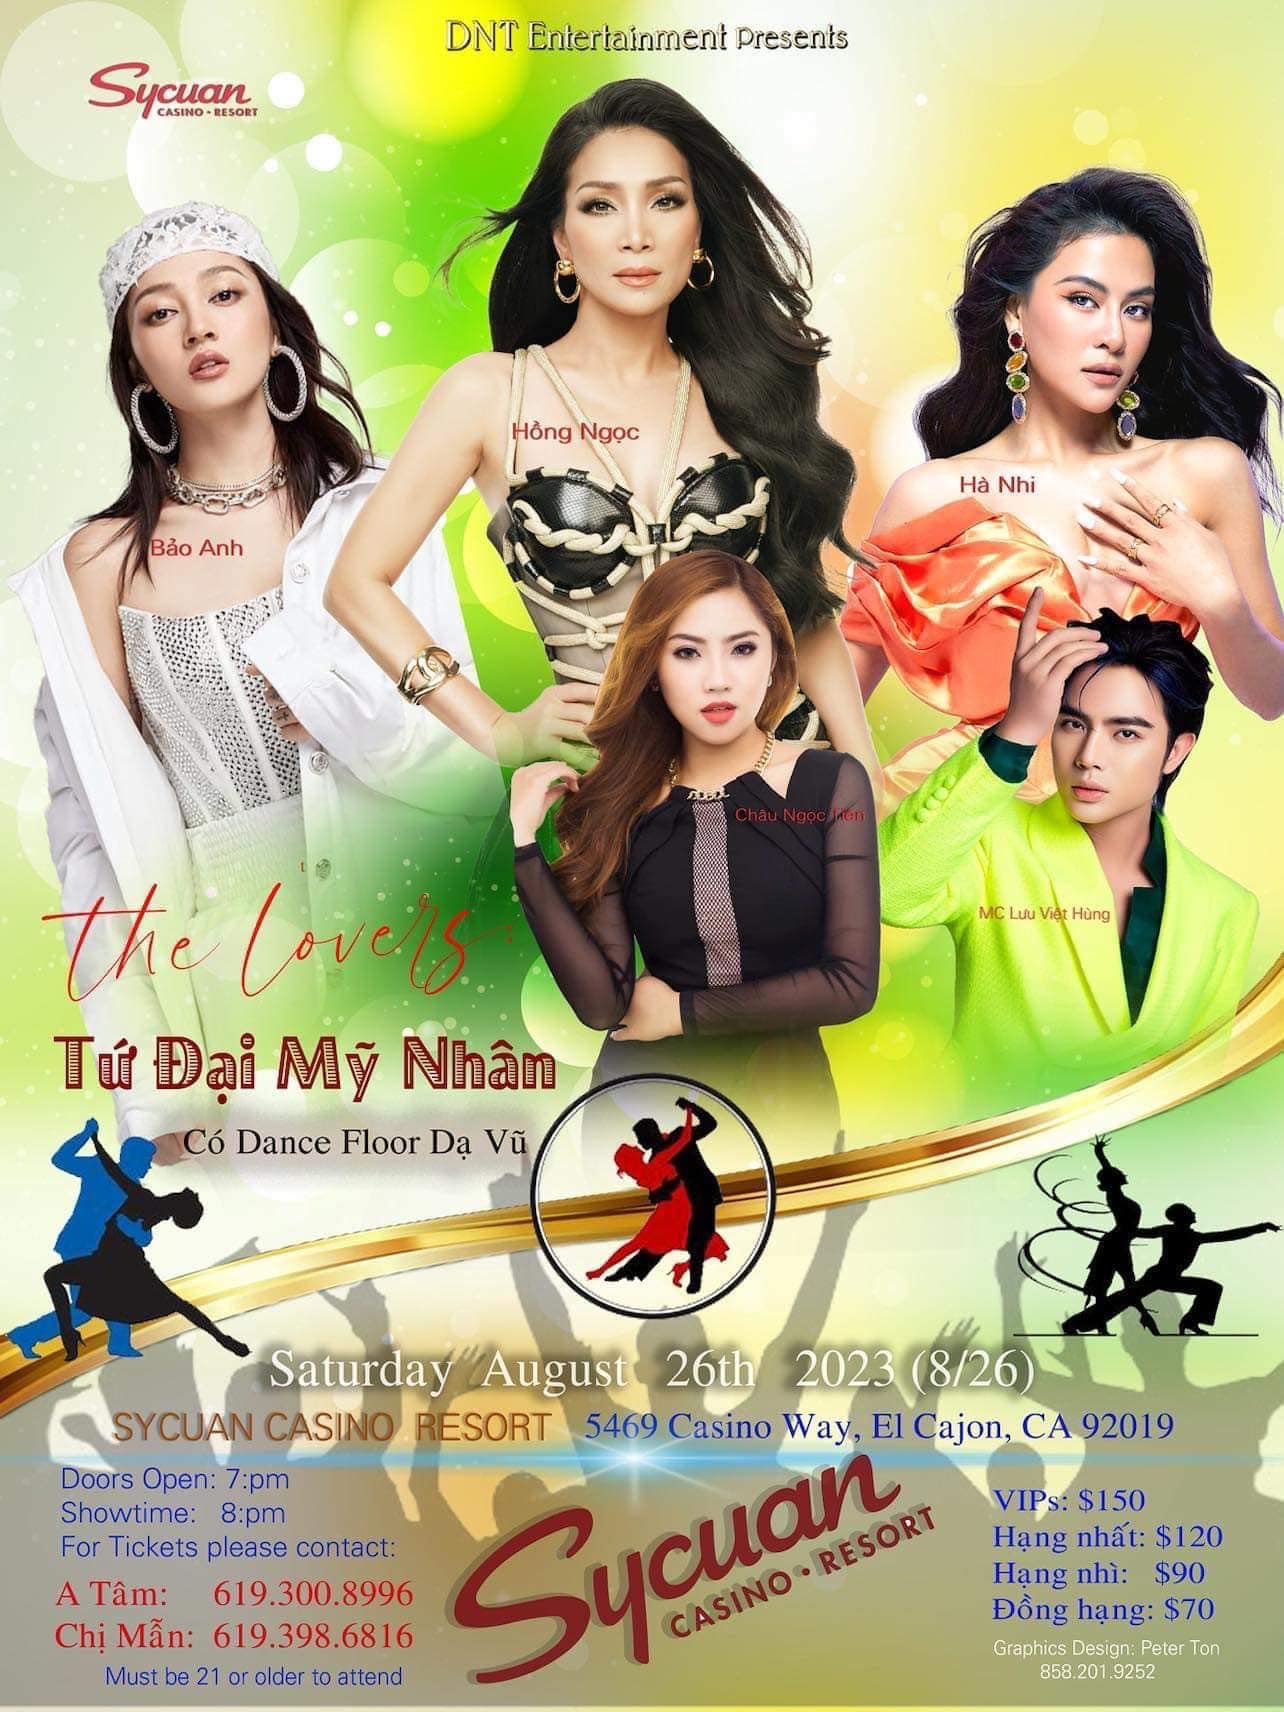 DNT Entertainment Presents
Sycuan
CASINO - RESORT
Hồng Ngọc
Hà Nhi
Bảo Anh
Châu Ngọc Tiên
MC Lưu Việt Hùng
t
the Lovers:
Tứ Đại Mỹ Nhân
Có Dance Floor Dạ Vũ
Saturday August 26th 2023 (8/26)
SYCUAN CASINO RESORT 5469 Casino Way, El Cajon, CA 92019
Doors Open: 7:pm
Showtime: 8:pm
For Tickets please contact:
A Tâm: 619.300.8996
Chị Mẫn: 619.398.6816
Must be 21 or older to attend
Sycuan
CASINO • RESORT
VIPs: $150
Hạng nhất: $120
Hạng nhì: $90
Đồng hạng: $70
Graphics Design: Peter Ton
858.201.9252